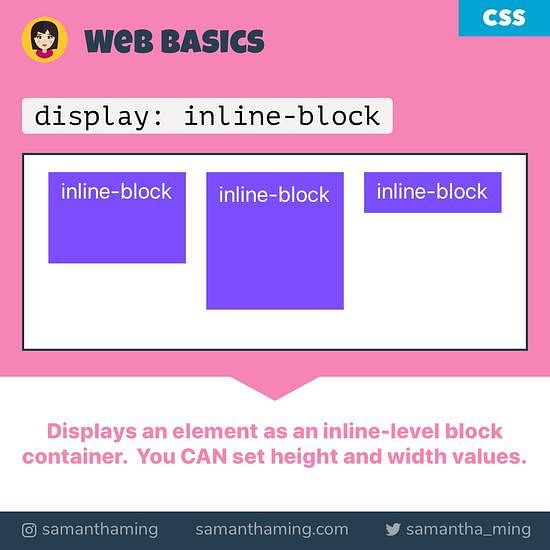 CSS
WeB BASICS
display: inline-block
inline-block inline-block inline-block
Displays an element as an inline-level block
container. You CAN set height and width values.
samanthaming samanthaming.com samantha_ming